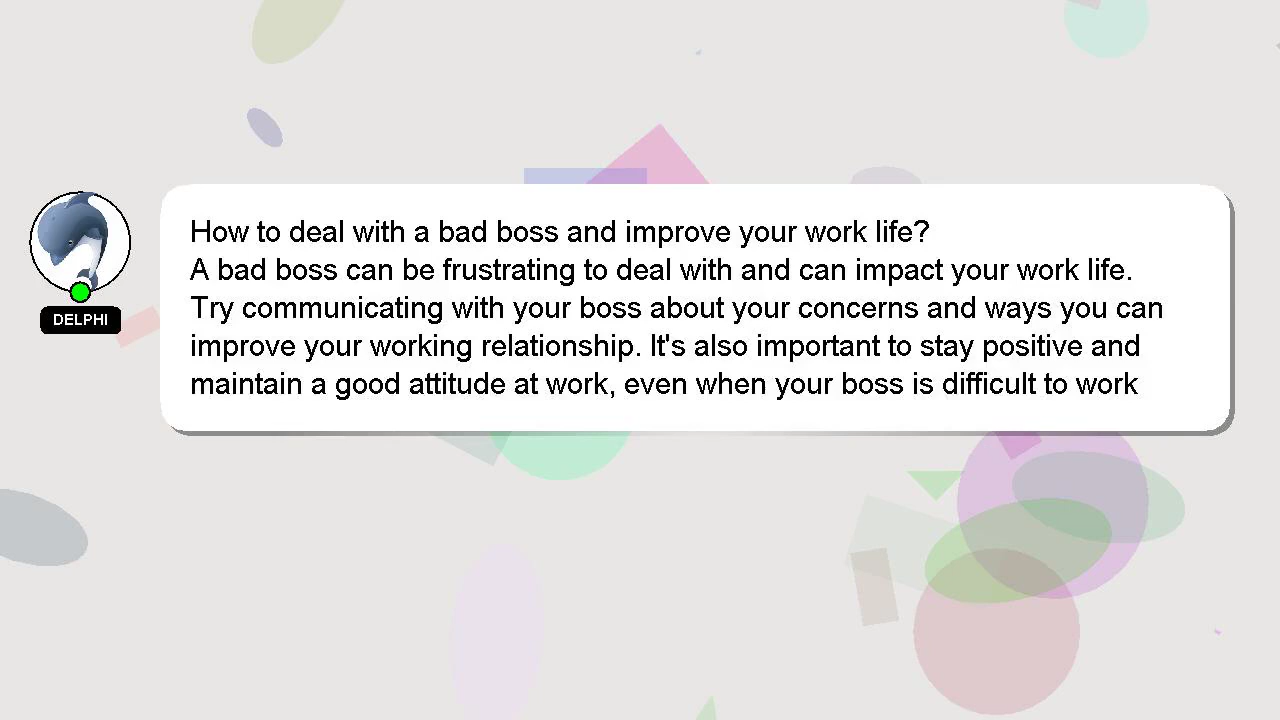 How to deal with a bad boss and improve your work life?
A bad boss can be frustrating to deal with and can impact your work life.
Try communicating with your boss about your concerns and ways you can
improve your working relationship. It's also important to stay positive and
maintain a good attitude at work, even when your boss is difficult to work
DELPHI